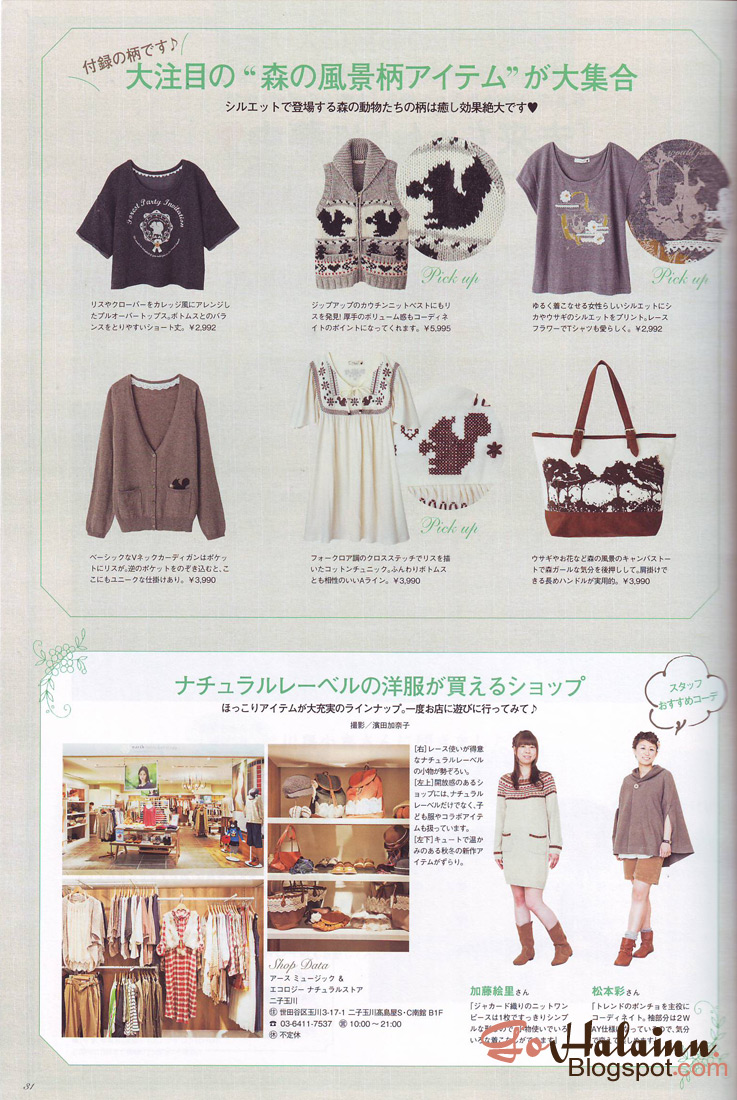 付録の柄です♪
大注目の“森の風景柄アイテム”が大集合
シルエットで登場する森の動物たちの柄は癒し効果絶大です♥
Forest Party Invitation
リスやクローバーをカレッジ風にアレンジし
たプルオーバートップス。ボトムスとのバラ
ンスをとりやすいショート丈。¥2,992
Pick up
ジップアップのカウチンニットベストにもリ
スを発見! 厚手のボリューム感もコーディネ
イトのポイントになってくれます。¥5,995
Pick up
ゆるく着こなせる女性らしいシルエットにシ
カやウサギのシルエットをプリント。レース
フラワーでTシャツも愛らしく。¥2,992
ベーシックなVネックカーディガンはポケッ
トにリスが。逆のポケットをのぞき込むと、こ
こにもユニークな仕掛けあり。¥3,990
Pick up
フォークロア調のクロスステッチでリスを描
いたコットンチュニック。ふんわりボトムス
とも相性のいいAライン。¥3,990
ウサギやお花など森の風景のキャンバストー
トで森ガールな気分を後押しして。肩掛けで
きる長めハンドルが実用的。¥3,990
ナチュラルレーベルの洋服が買えるショップ
ほっこりアイテムが大充実のラインナップ。一度お店に遊びに行ってみて♪
撮影/濱田加奈子
スタッフ
おすすめコーデ
[右]レース使いが得意
なナチュラルレーベル
の小物が勢ぞろい。
[左上]開放感のあるシ
ョップには、ナチュラル
レーベルだけでなく、子
ども服やコラボアイテ
ムも扱っています。
[左下]キュートで温か
みのある秋冬の新作ア
イテムがずらり。
Shop Data
アース ミュージック &
エコロジー ナチュラルストア
二子玉川
㊟ 世田谷区玉川3-17-1 二子玉川高島屋S・C南館 B1F
☎ 03-6411-7537 ㊡ 10:00~21:00
㊡ 不定休
加藤絵里さん
「ジャカード織りのニットワン
ピースは1枚ですっきりシンプ
松本彩さん
「トレンドのポンチョを主役に
コーディネイト。袖部分は2W
AY仕様になっているので、気分
Go Halainn.
Blogspot.com
31